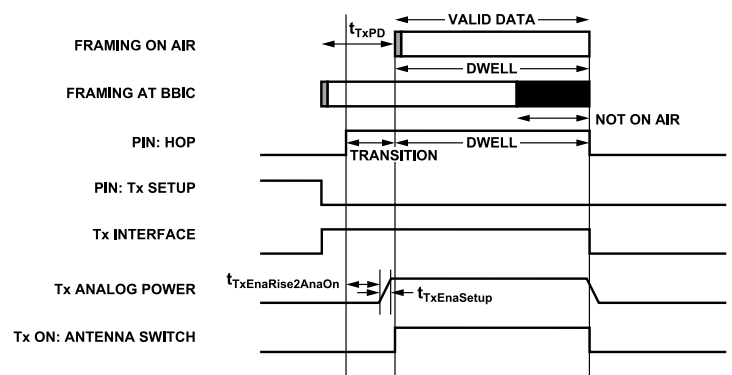 VALID DATA
tTxPD
FRAMING ON AIR
DWELL
FRAMING AT BBIC
NOT ON AIR
PIN: HOP
DWELL
TRANSITION
PIN: Tx SETUP
Tx INTERFACE
tTxEnaRise2AnaOn
Tx ANALOG POWER
tTxEnaSetup
Tx ON: ANTENNA SWITCH